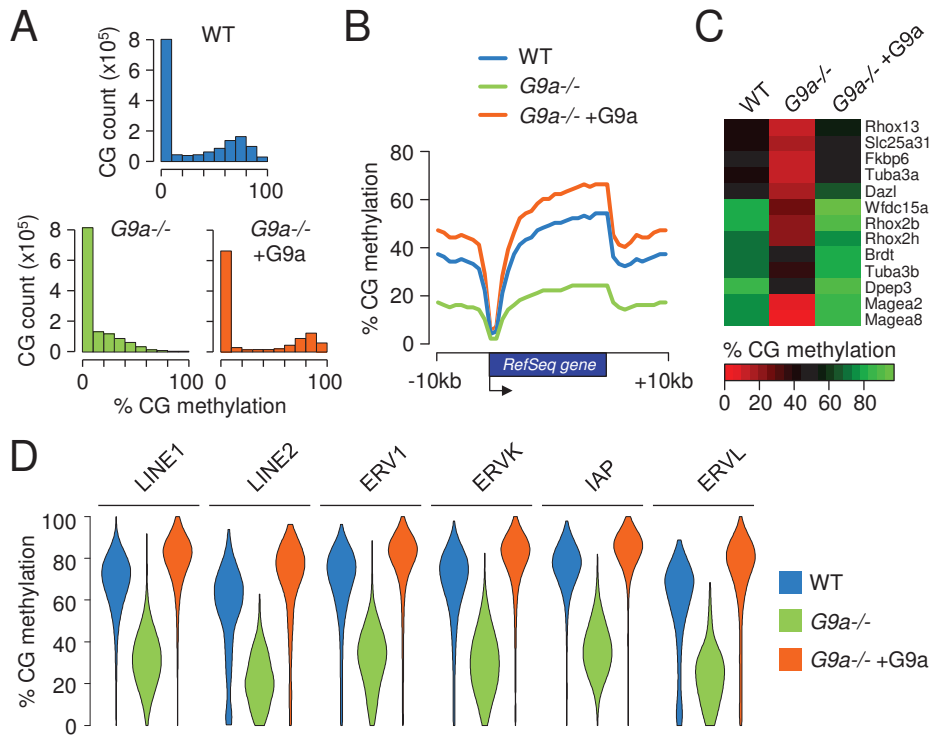 A
WT
CG count (x10⁵)
8
6
4
2
0
0
100
G9a-/-
CG count (x10⁵)
8
6
4
2
0
0
100
G9a-/-
+G9a
0
100
% CG methylation
B
WT
G9a-/-
G9a-/- +G9a
% CG methylation
80
60
40
20
0
RefSeq gene
-10kb
+10kb
C
WT
G9a-/-
G9a-/- +G9a
Rhox13
Slc25a31
Fkbp6
Tuba3a
Dazl
Wfdc15a
Rhox2b
Rhox2h
Brdt
Tuba3b
Dpep3
Magea2
Magea8
% CG methylation
0 20 40 60 80
D
LINE1
LINE2
ERV1
ERVK
IAP
ERVL
% CG methylation
100
80
60
40
20
0
WT
G9a-/-
G9a-/- +G9a